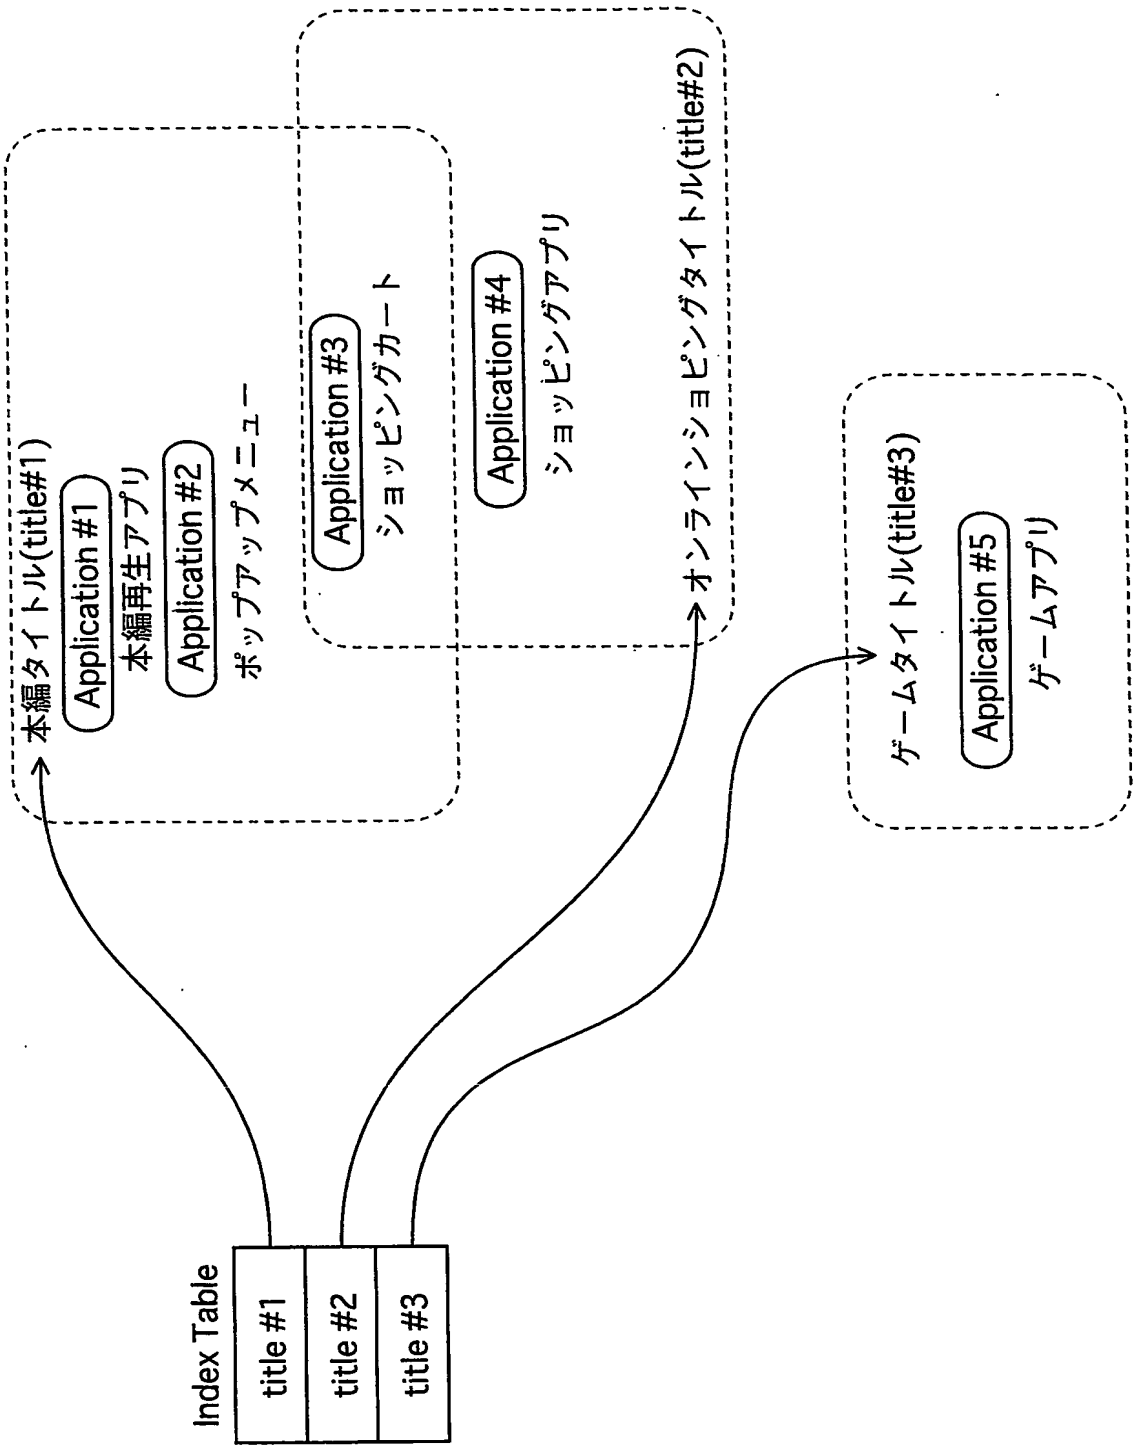 Index Table
title #1
title #2
title #3
本編タイトル(title#1)
Application #1
本編再生アプリ
Application #2
ポップアップメニュー
Application #3
ショッピングカート
Application #4
ショッピングアプリ
オンラインショピングタイトル(title#2)
ゲームタイトル(title#3)
Application #5
ゲームアプリ